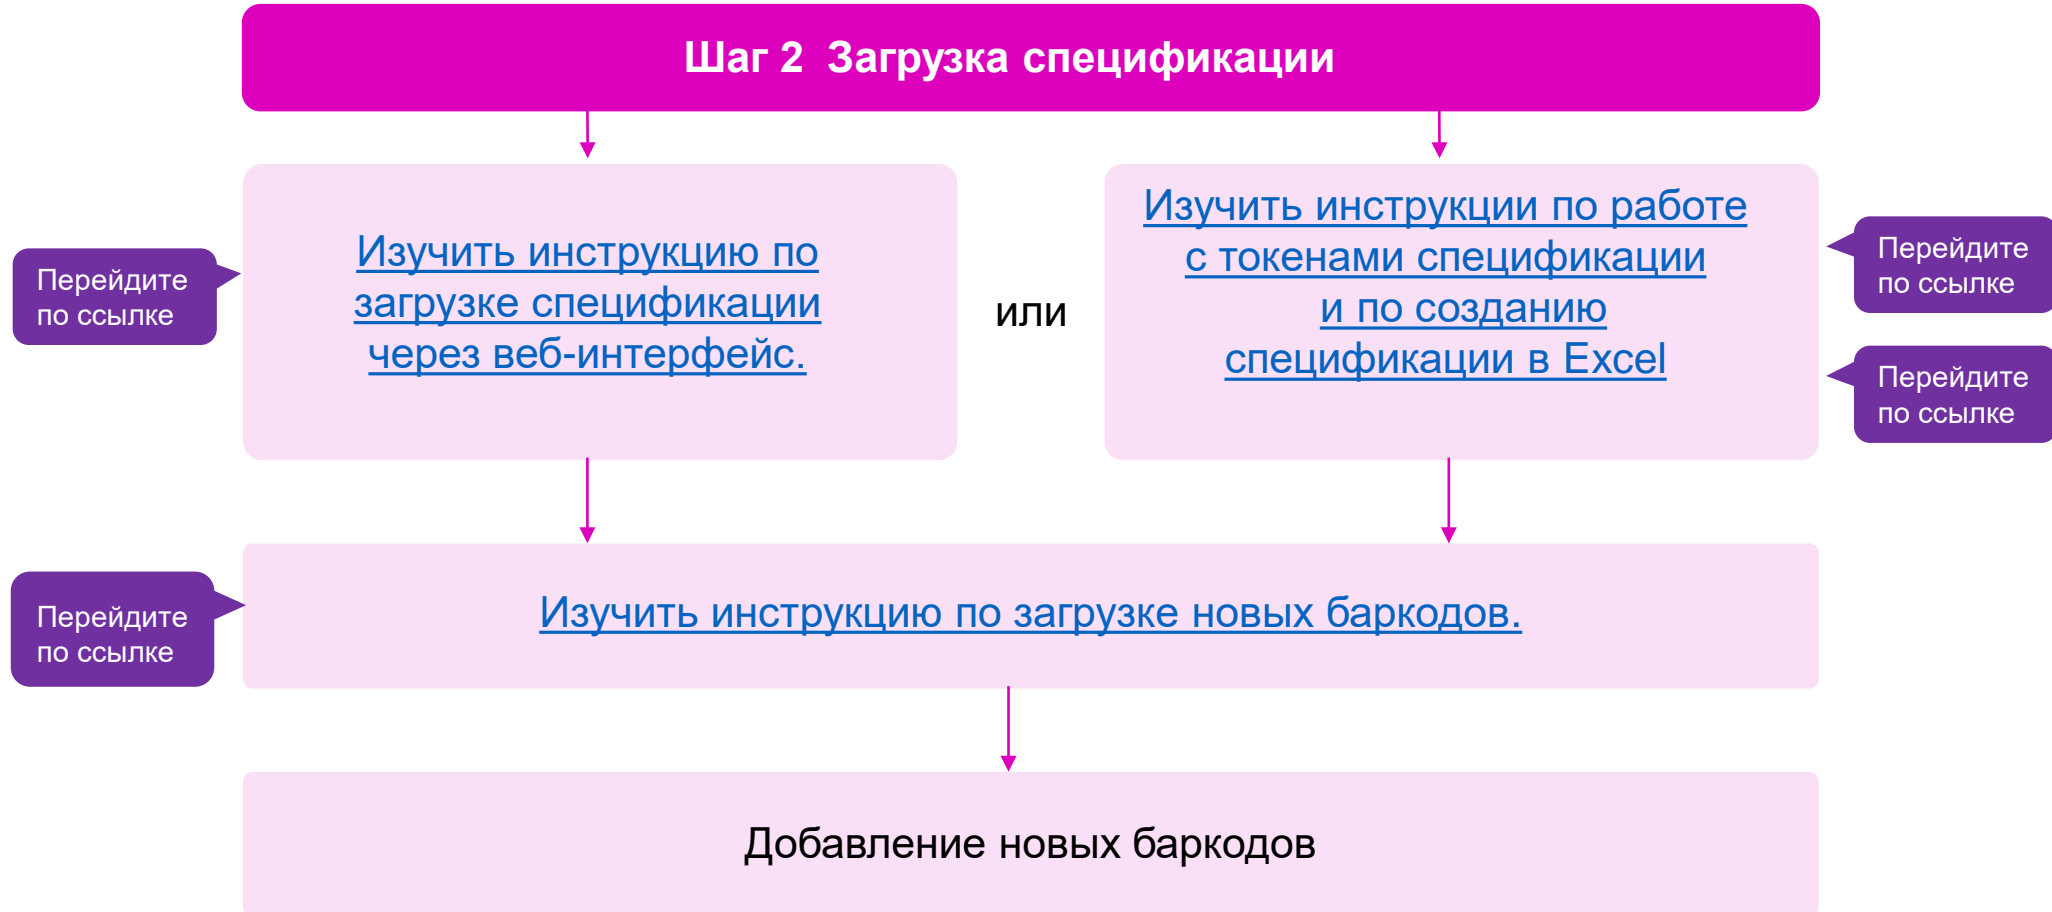 Шаг 2  Загрузка спецификации
Перейдите
по ссылке
Изучить инструкцию по
загрузке спецификации
через веб-интерфейс.
или
Изучить инструкции по работе
с токенами спецификации
и по созданию
спецификации в Excel
Перейдите
по ссылке
Перейдите
по ссылке
Перейдите
по ссылке
Изучить инструкцию по загрузке новых баркодов.
Добавление новых баркодов